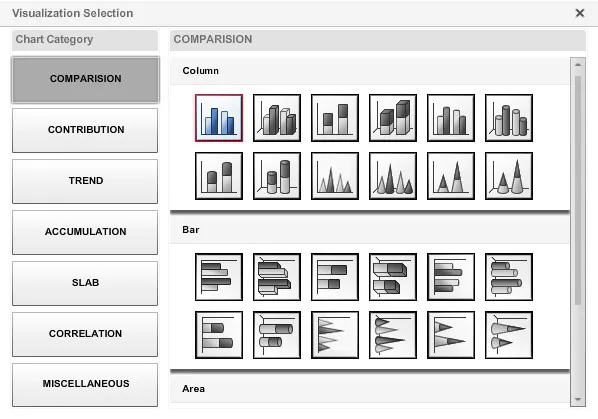 Visualization Selection
Chart Category
COMPARISION
CONTRIBUTION
TREND
ACCUMULATION
SLAB
CORRELATION
MISCELLANEOUS
COMPARISION
Column
Bar
Area